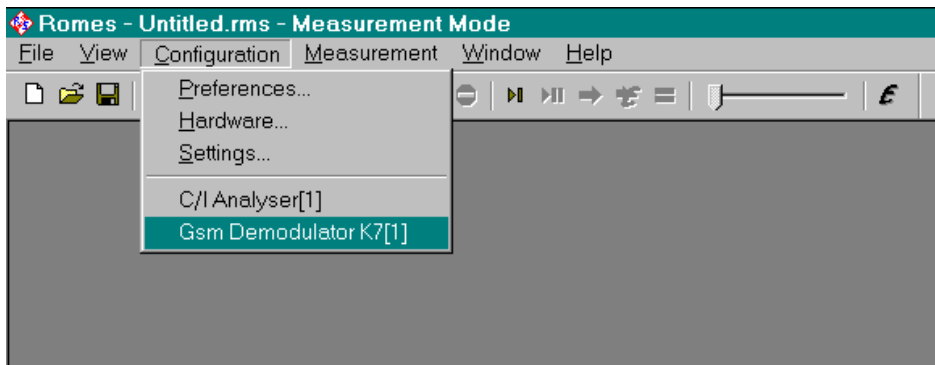 Romes - Untitled.rms - Measurement Mode
File View Configuration Measurement Window Help
Preferences...
Hardware...
Settings...
C/I Analyser[1]
Gsm Demodulator K7[1]
ε